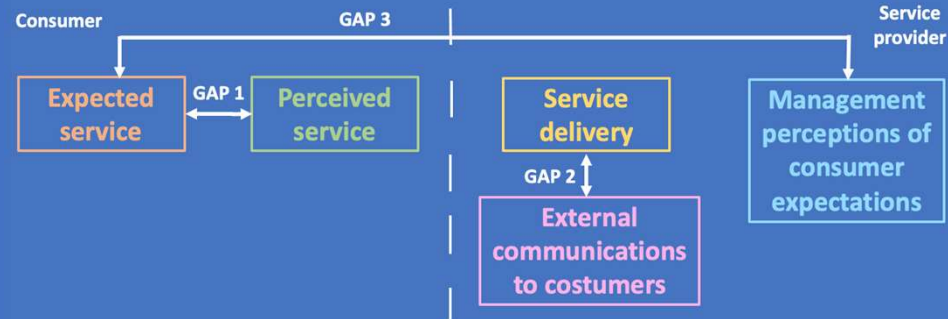 Consumer
GAP 3
Service
provider
Expected
service
GAP 1
Perceived
service
Service
delivery
GAP 2
External
communications
to costumers
Management
perceptions of
consumer
expectations